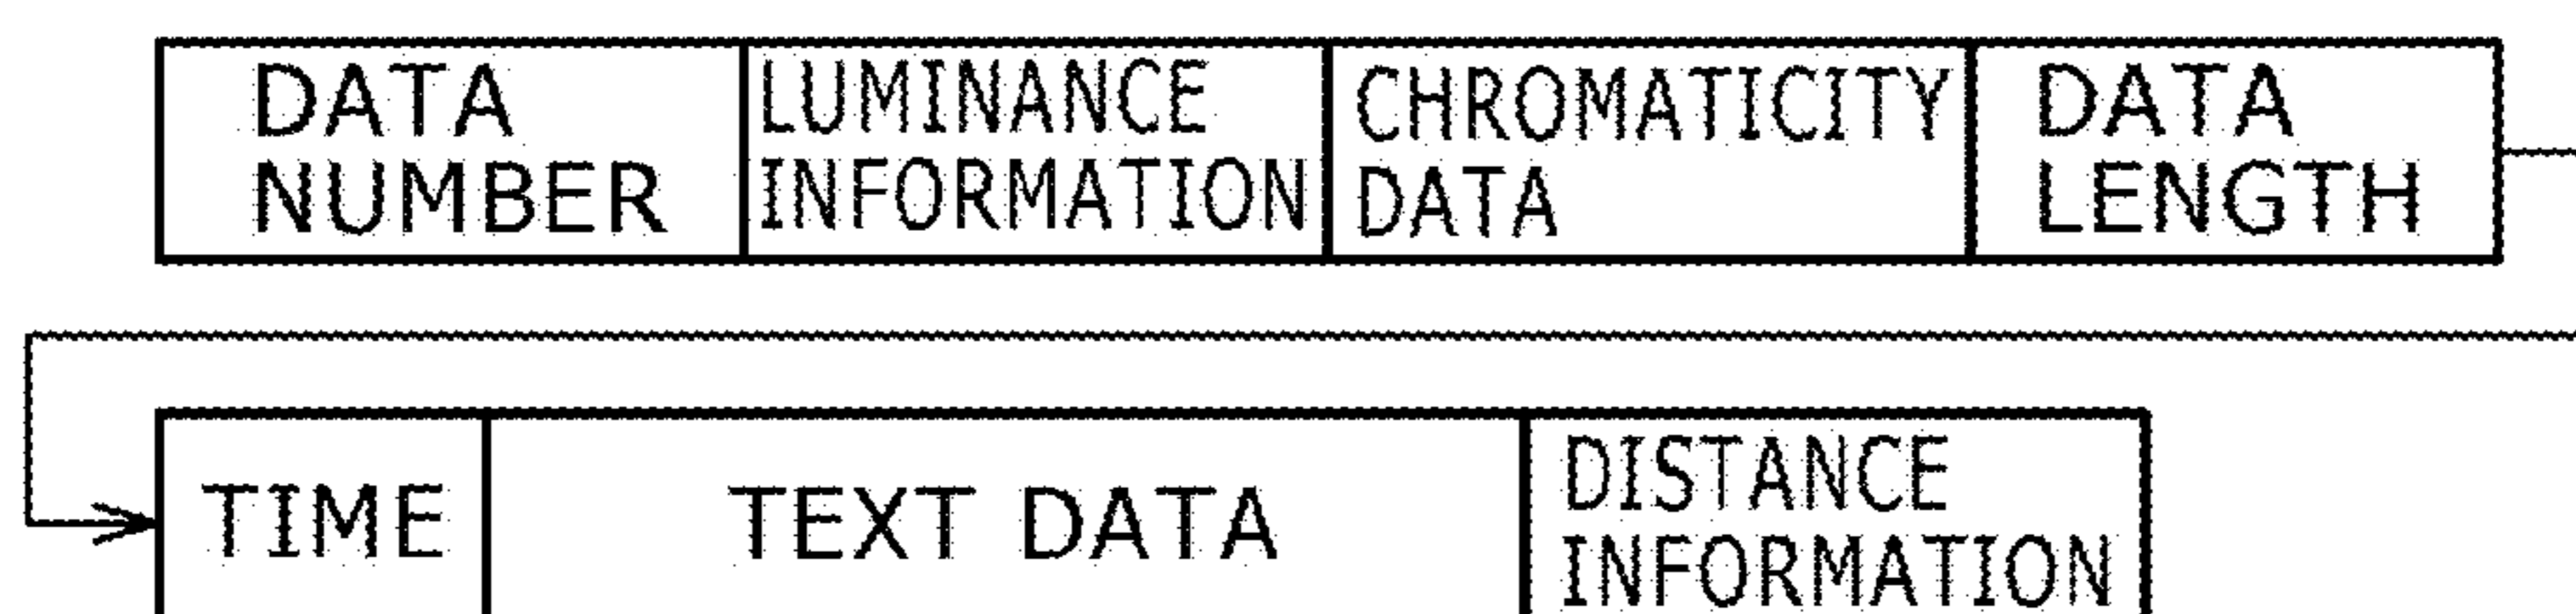 DATA
NUMBER
LUMINANCE
INFORMATION
CHROMATICITY
DATA
DATA
LENGTH
TIME
TEXT DATA
DISTANCE
INFORMATION